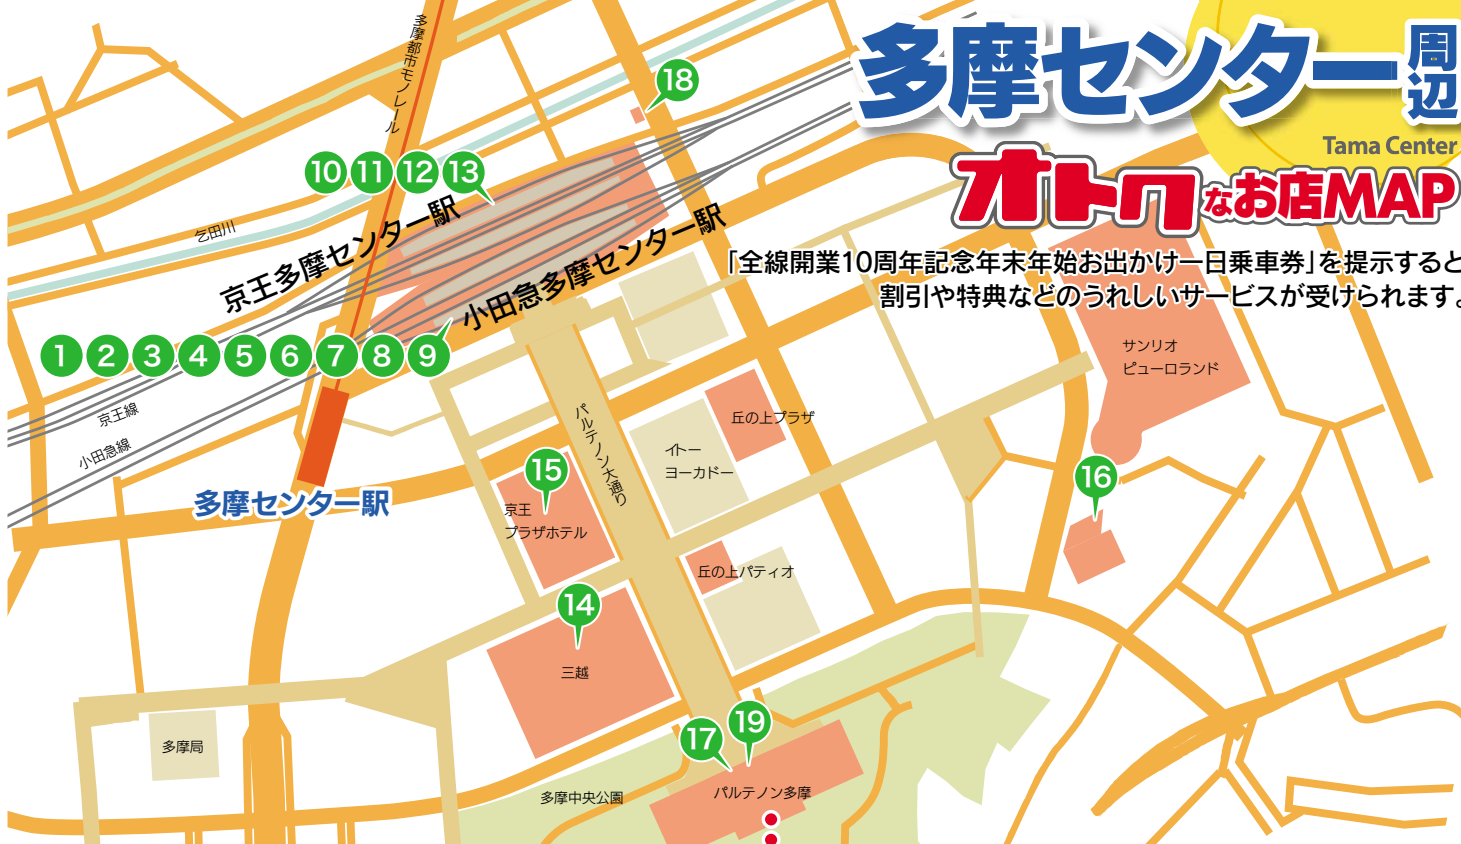 多摩センター周辺
Tama Center
オトクなお店MAP
「全線開業10周年記念年末年始お出かけ一日乗車券」を提示すると
割引や特典などのうれしいサービスが受けられます。
多摩都市モノレール
18
10 11 12 13
乞田川
京王多摩センター駅
小田急多摩センター駅
1 2 3 4 5 6 7 8 9
京王線
小田急線
多摩センター駅
パルテノン大通り
サンリオ
ピューロランド
丘の上プラザ
イトー
ヨーカドー
15
京王
プラザホテル
16
丘の上パティオ
14
三越
17
19
多摩局
多摩中央公園
パルテノン多摩